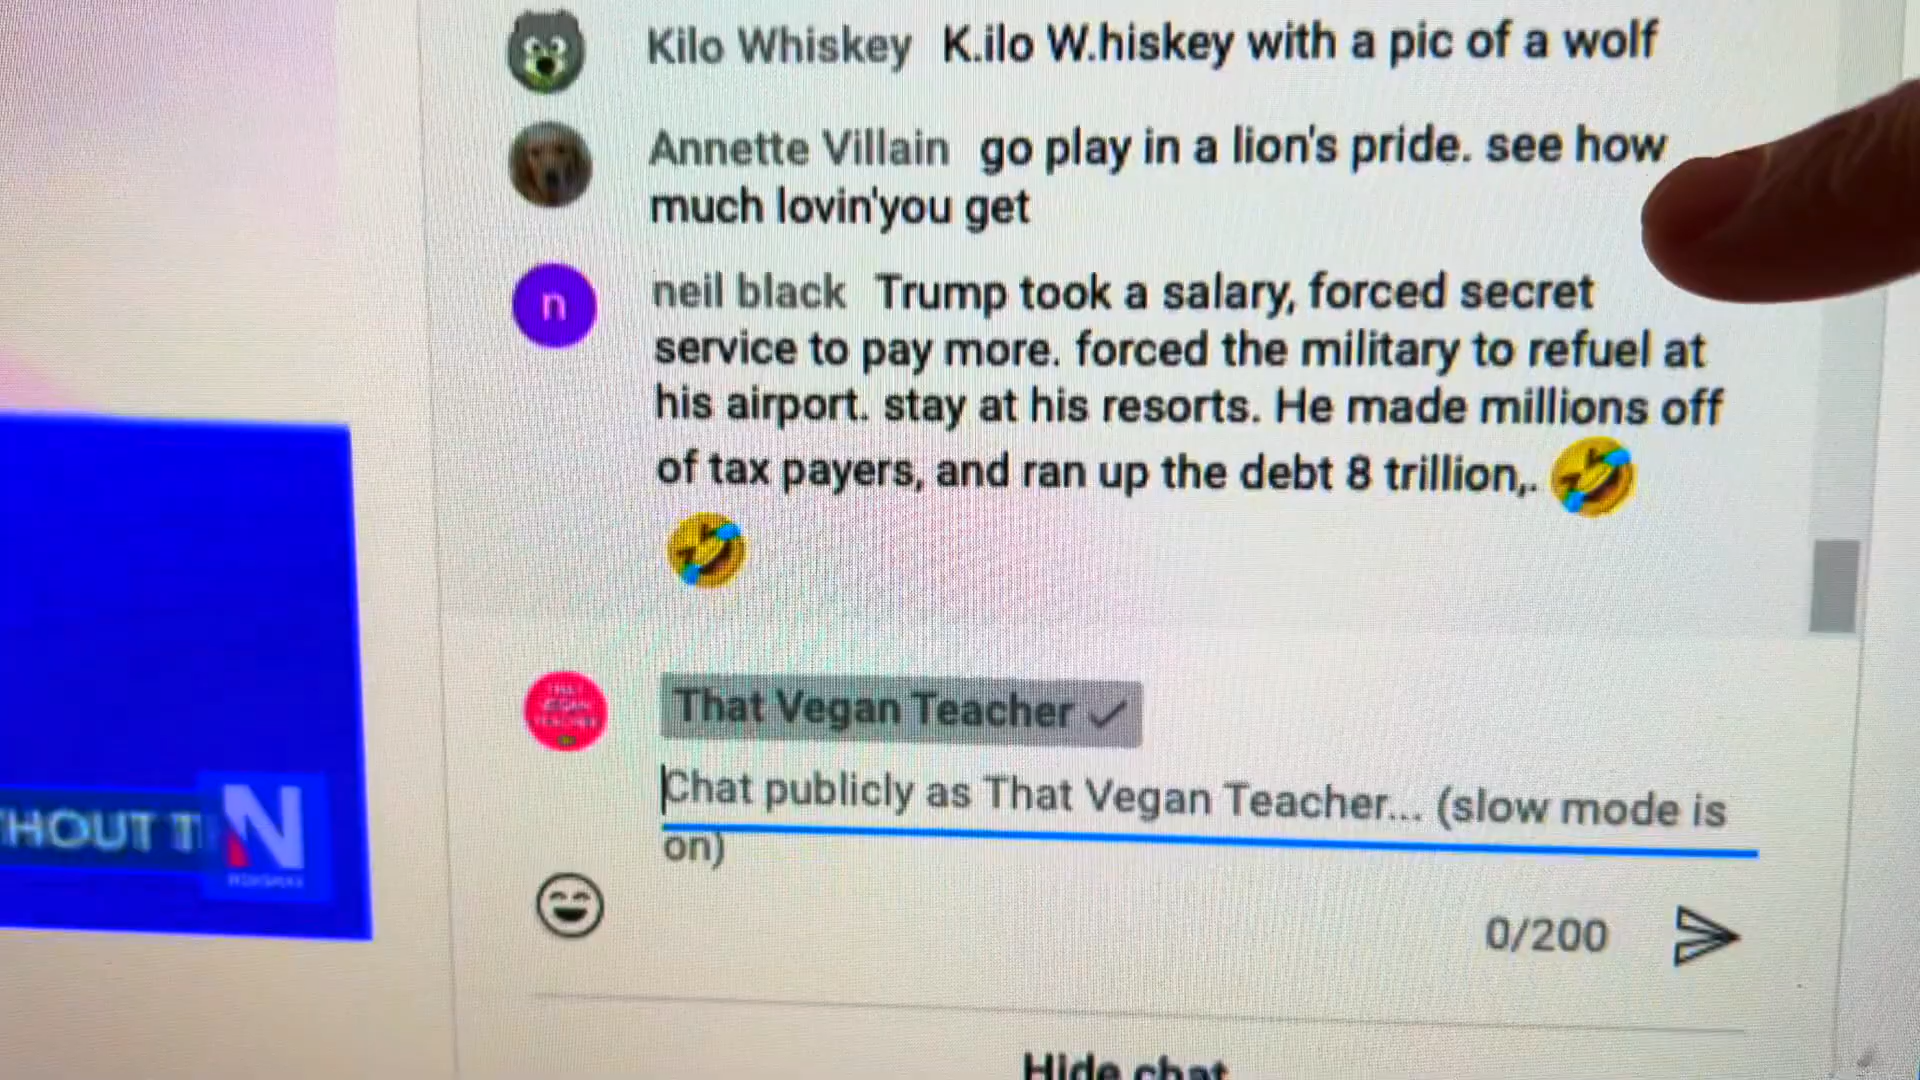 Kilo Whiskey K.ilo W.hiskey with a pic of a wolf
Annette Villain go play in a lion's pride. see how
much lovin'you get
n
neil black Trump took a salary, forced secret
service to pay more. forced the military to refuel at
his airport. stay at his resorts. He made millions off
of tax payers, and ran up the debt 8 trillion,. 🤣
🤣
THAT
VEGAN
TEACHER
That Vegan Teacher ✓
Chat publicly as That Vegan Teacher... (slow mode is
on)
HOUT
N
0/200
Hide chat